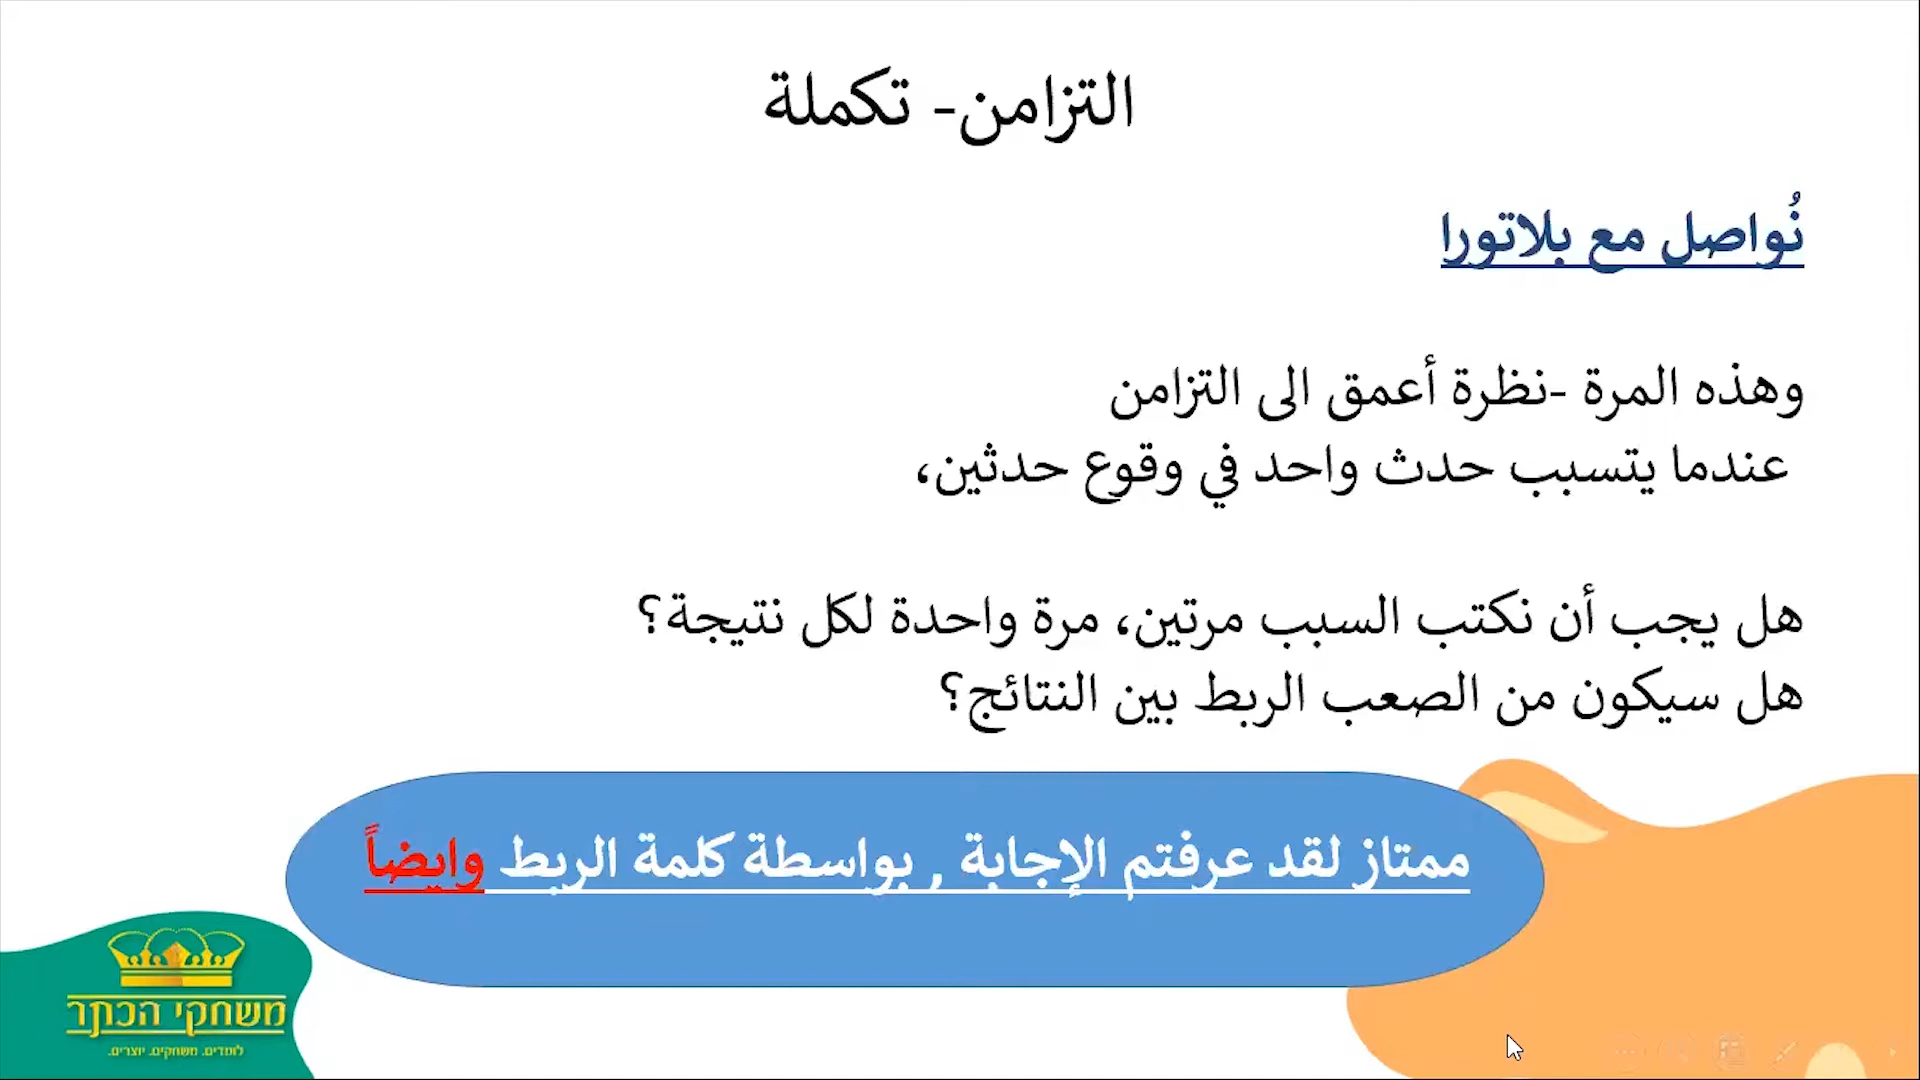 التزامن- تكملة
نُواصل مع بلاتورا
وهذه المرة -نظرة أعمق الى التزامن
عندما يتسبب حدث واحد في وقوع حدثين،
هل يجب أن نكتب السبب مرتين، مرة واحدة لكل نتيجة؟
هل سيكون من الصعب الربط بين النتائج؟
ممتاز لقد عرفتم الإجابة , بواسطة كلمة الربط وايضاً
משחקי הכתר
לומדים. משחקים. יוצרים.